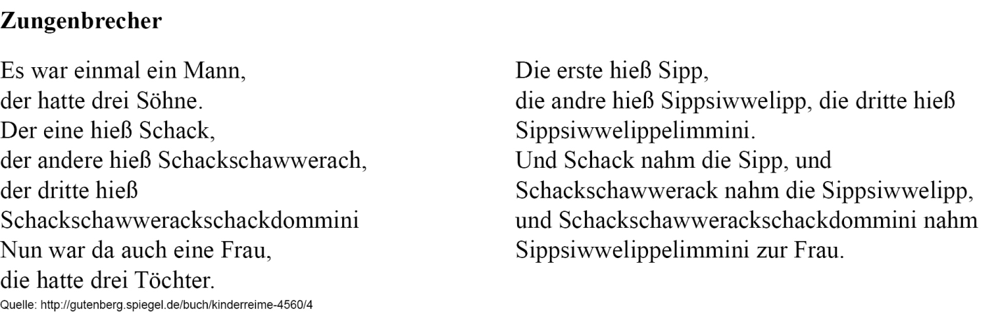 Zungenbrecher
Es war einmal ein Mann,
der hatte drei Söhne.
Der eine hieß Schack,
der andere hieß Schackschawwerach,
der dritte hieß
Schackschawwerackschackdommini
Nun war da auch eine Frau,
die hatte drei Töchter.
Die erste hieß Sipp,
die andre hieß Sippsiwwelipp, die dritte hieß
Sippsiwwelippelimmini.
Und Schack nahm die Sipp, und
Schackschawwerack nahm die Sippsiwwelipp,
und Schackschawwerackschackdommini nahm
Sippsiwwelippelimmini zur Frau.
Quelle: http://gutenberg.spiegel.de/buch/kinderreime-4560/4